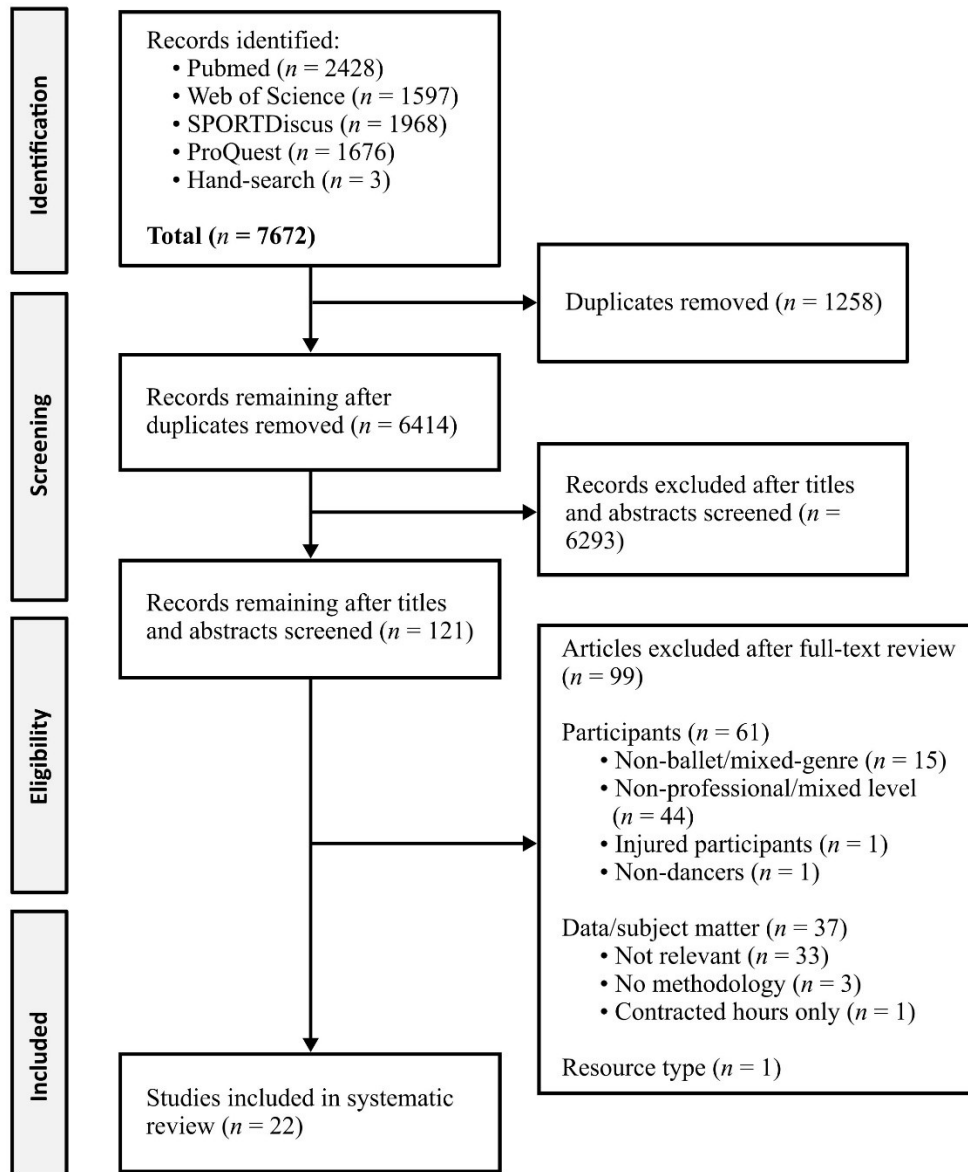 Identification
Records identified:
• Pubmed (n = 2428)
• Web of Science (n = 1597)
• SPORTDiscus (n = 1968)
• ProQuest (n = 1676)
• Hand-search (n = 3)
Total (n = 7672)
Duplicates removed (n = 1258)
Screening
Records remaining after
duplicates removed (n = 6414)
Records excluded after titles
and abstracts screened (n =
6293)
Records remaining after titles
and abstracts screened (n = 121)
Eligibility
Articles excluded after full-text review
(n = 99)
Participants (n = 61)
• Non-ballet/mixed-genre (n = 15)
• Non-professional/mixed level
(n = 44)
• Injured participants (n = 1)
• Non-dancers (n = 1)
Data/subject matter (n = 37)
• Not relevant (n = 33)
• No methodology (n = 3)
• Contracted hours only (n = 1)
Resource type (n = 1)
Included
Studies included in systematic
review (n = 22)